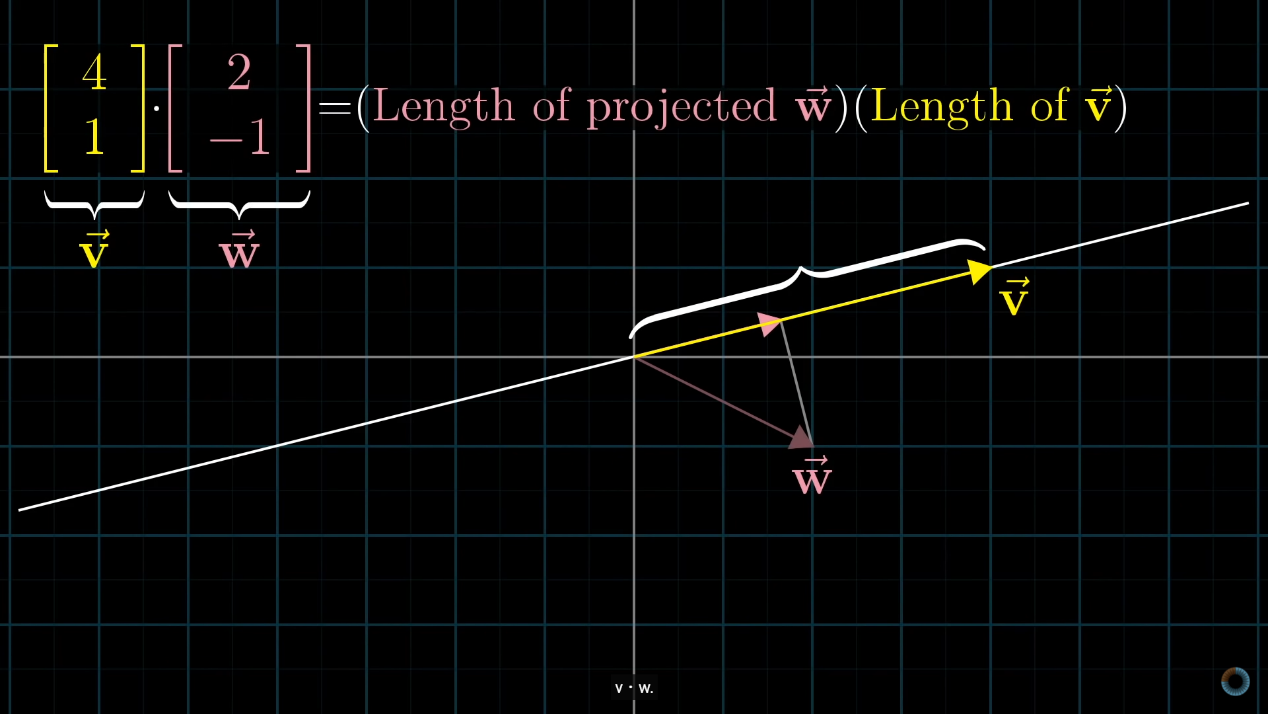 [4 1] · [2 −1] = (Length of projected w⃗)(Length of v⃗)
v⃗ w⃗
v⃗
w⃗
v · w.